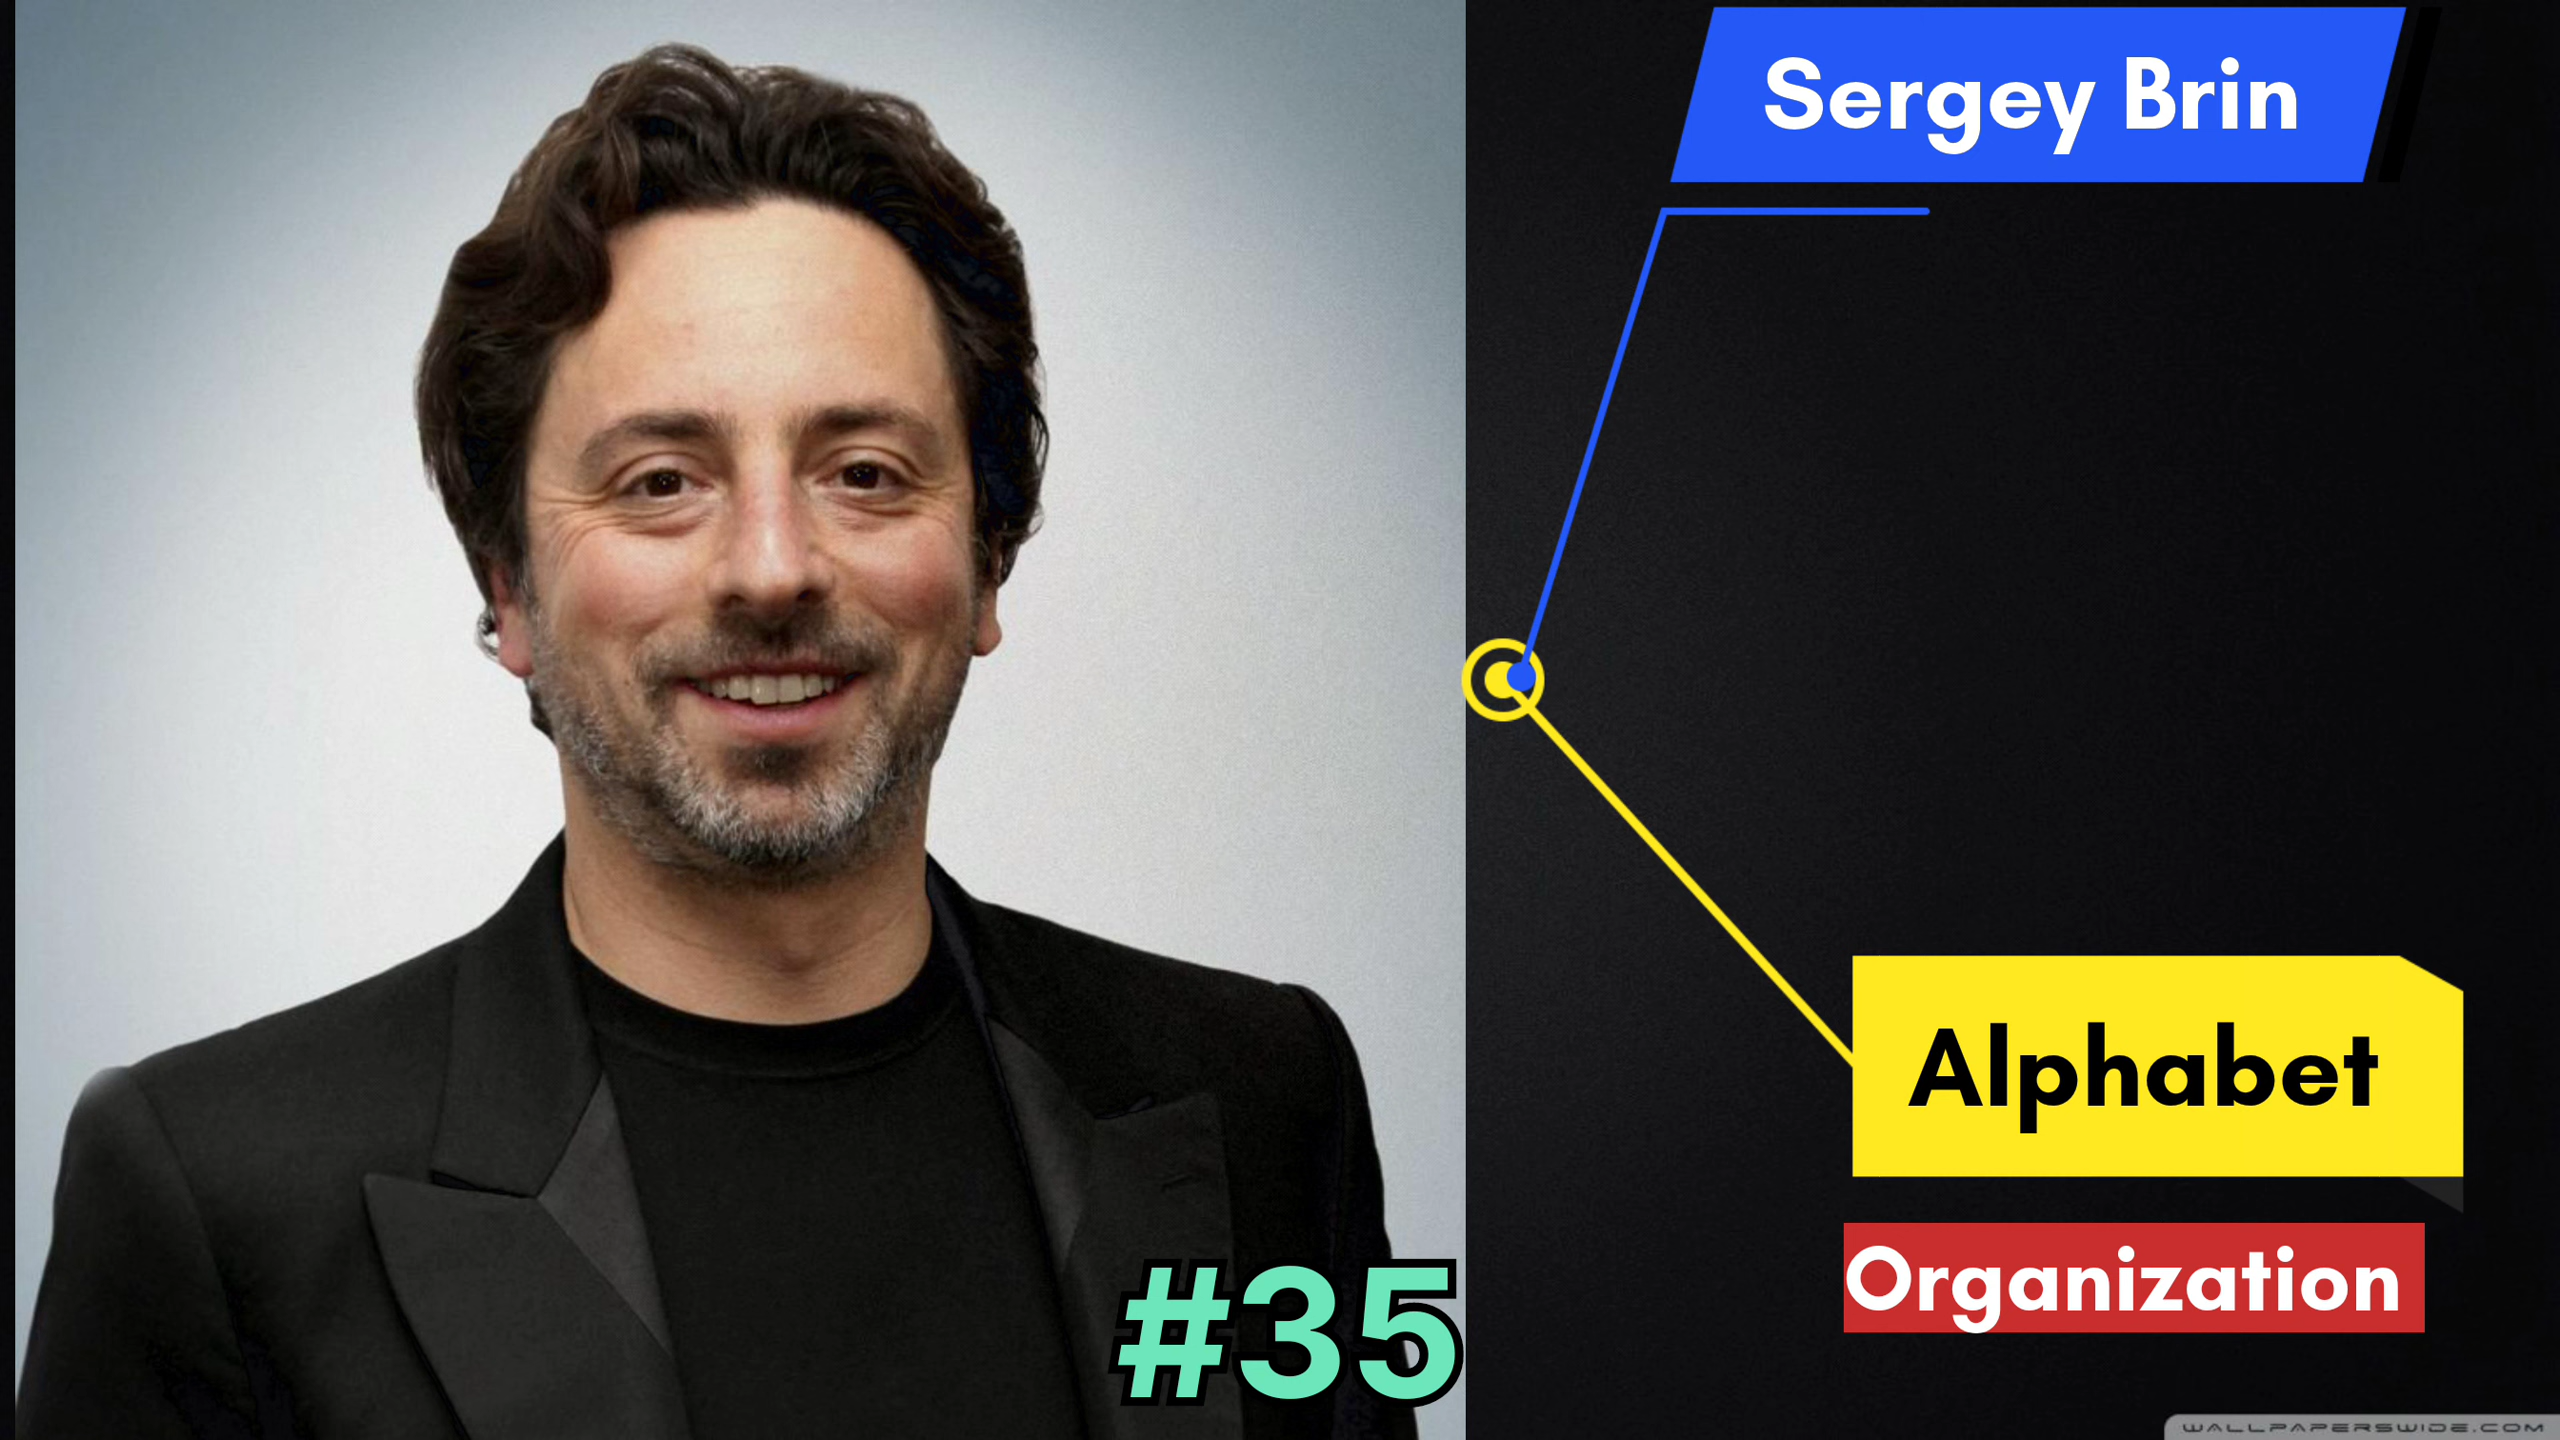 Sergey Brin
Alphabet
Organization
#35
WALLPAPERSWIDE.COM